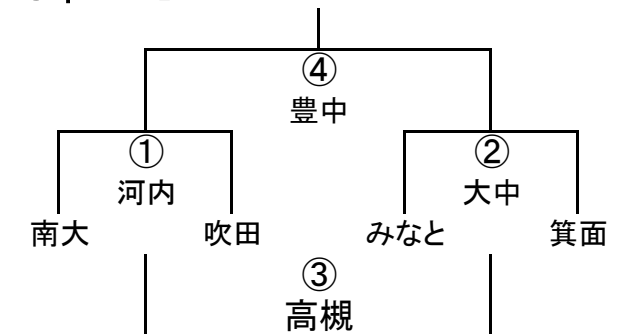 ④
豊中
①
河内
②
大中
南大
吹田
みなと
箕面
③
高槻